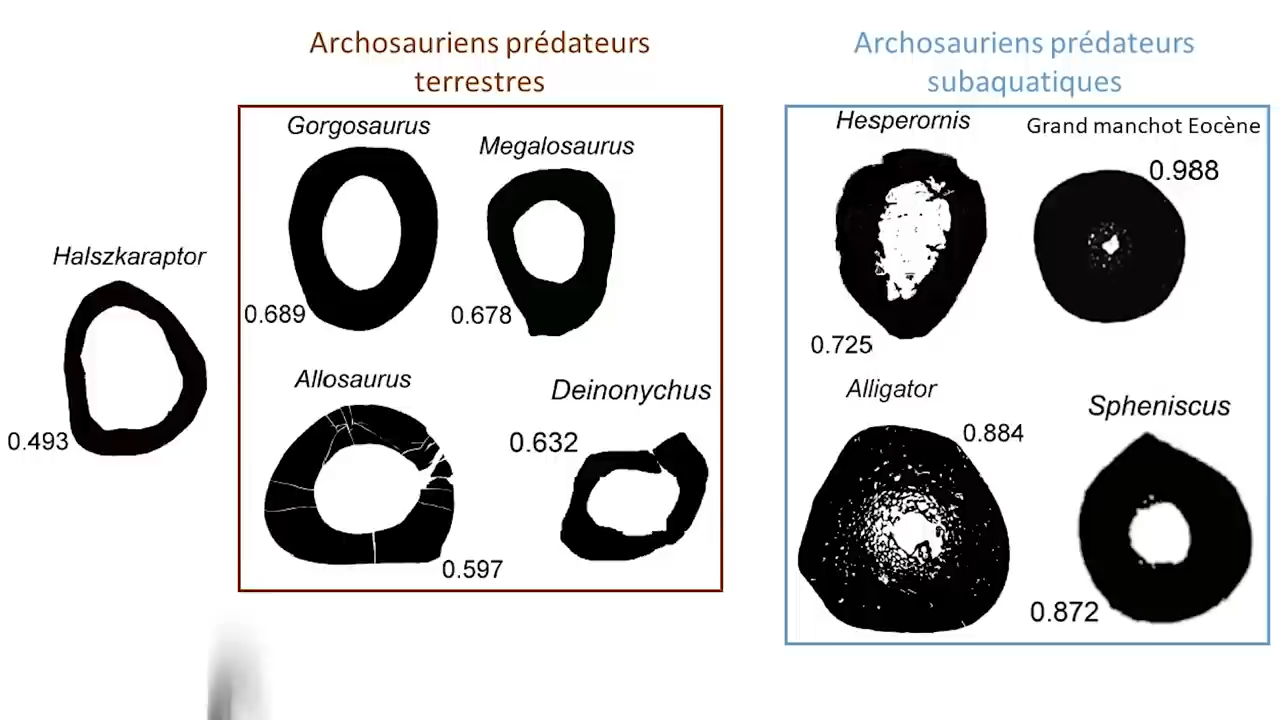 Archosauriens prédateurs
terrestres
Archosauriens prédateurs
subaquatiques
Halszkaraptor
0.493
Gorgosaurus
0.689
Megalosaurus
0.678
Allosaurus
0.597
Deinonychus
0.632
Hesperornis
0.725
Grand manchot Eocène
0.988
Alligator
0.884
Spheniscus
0.872